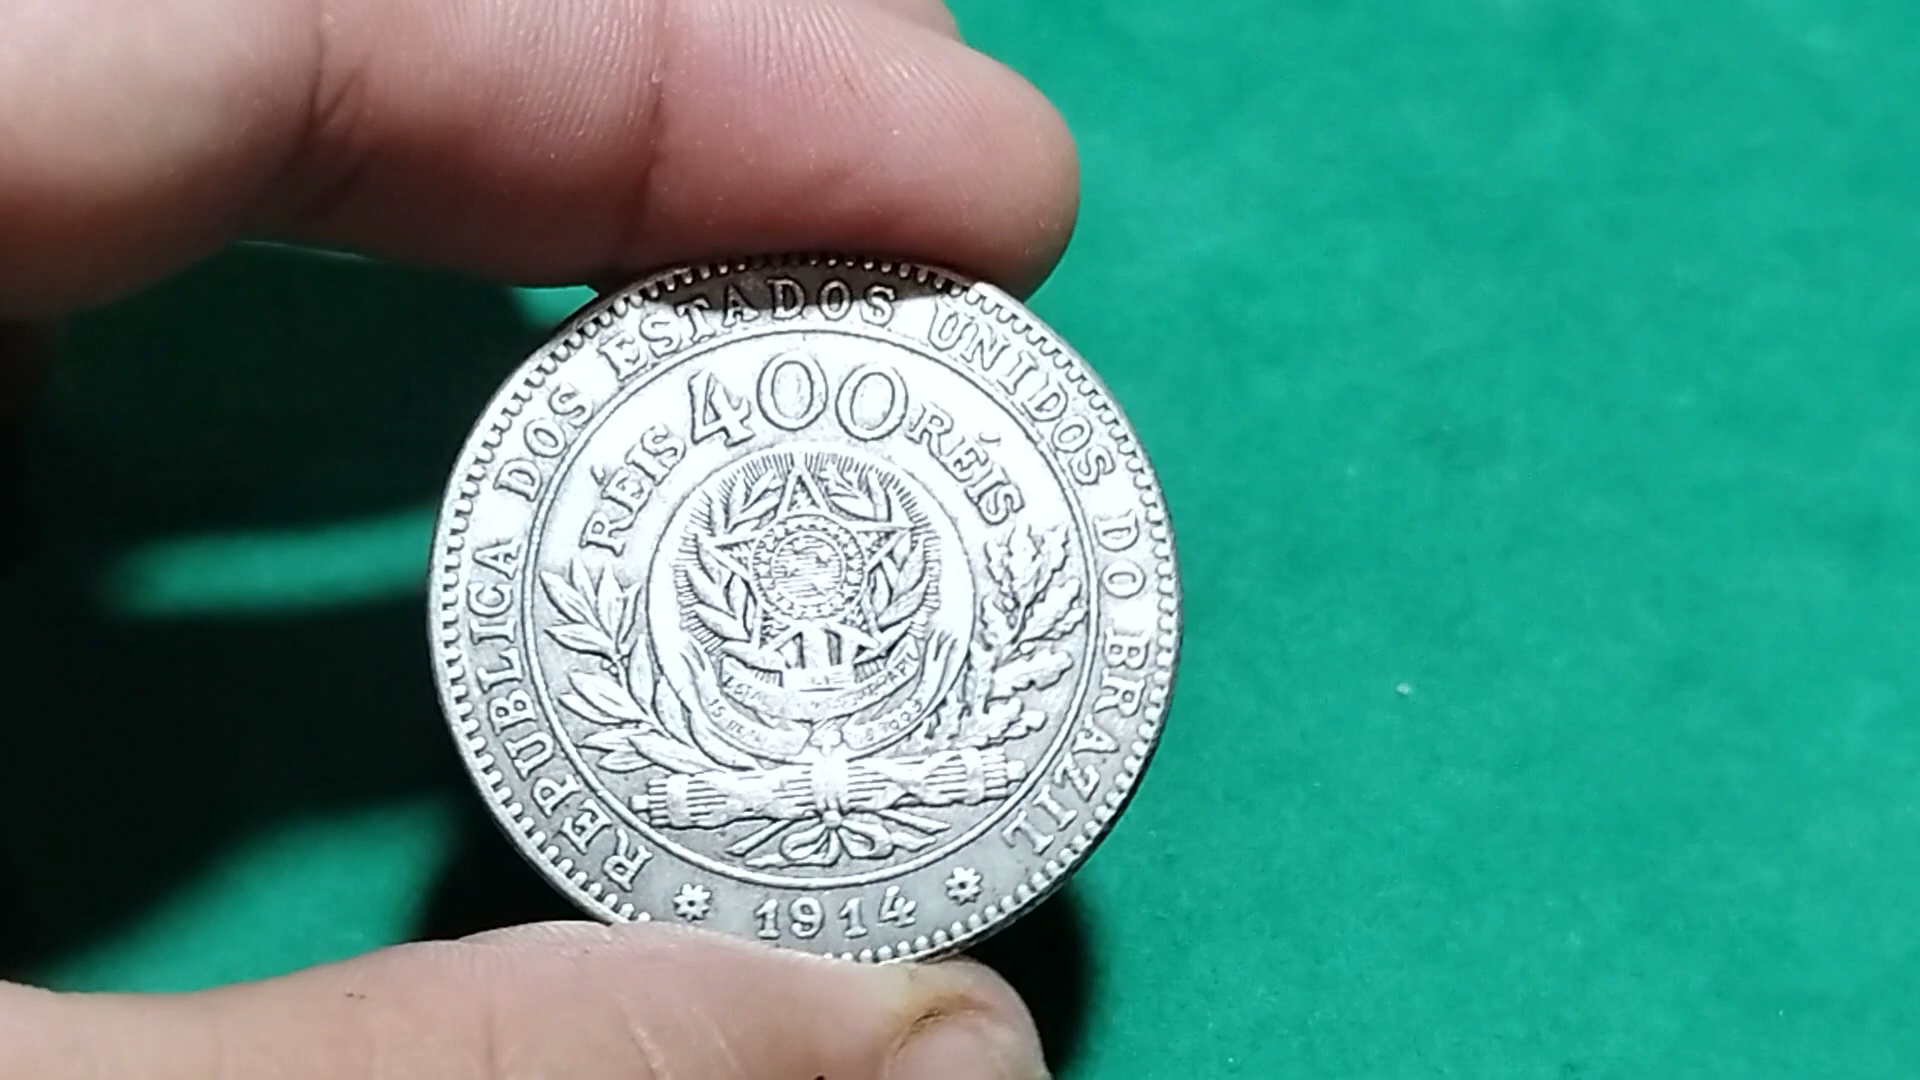 REPUBLICA DOS ESTADOS UNIDOS DO BRAZIL
RÉIS 400 RÉIS
* 1914 *